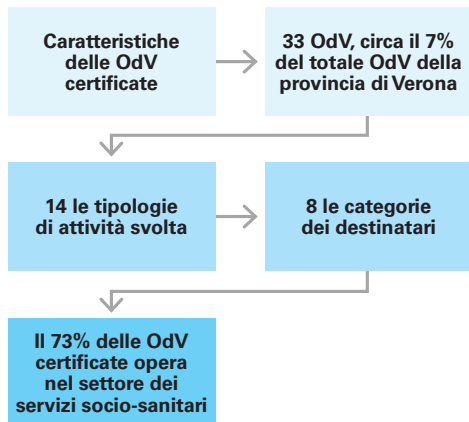 Caratteristiche
delle OdV
certificate
33 OdV, circa il 7%
del totale OdV della
provincia di Verona
14 le tipologie
di attività svolta
8 le categorie
dei destinatari
Il 73% delle OdV
certificate opera
nel settore dei
servizi socio-sanitari